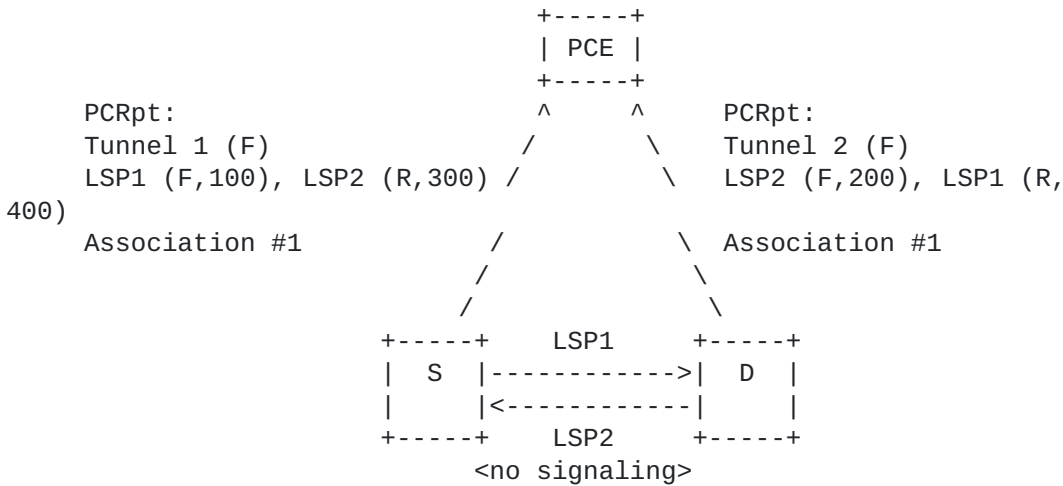 +-----+
| PCE |
+-----+
PCRpt: ^ ^ PCRpt:
Tunnel 1 (F) / \ Tunnel 2 (F)
LSP1 (F,100), LSP2 (R,300) / \ LSP2 (F,200), LSP1 (R,
400)
Association #1 / \ Association #1
/ \
/ \
+-----+ LSP1 +-----+
| S |------------>| D |
| |<------------| |
+-----+ LSP2 +-----+
<no signaling>